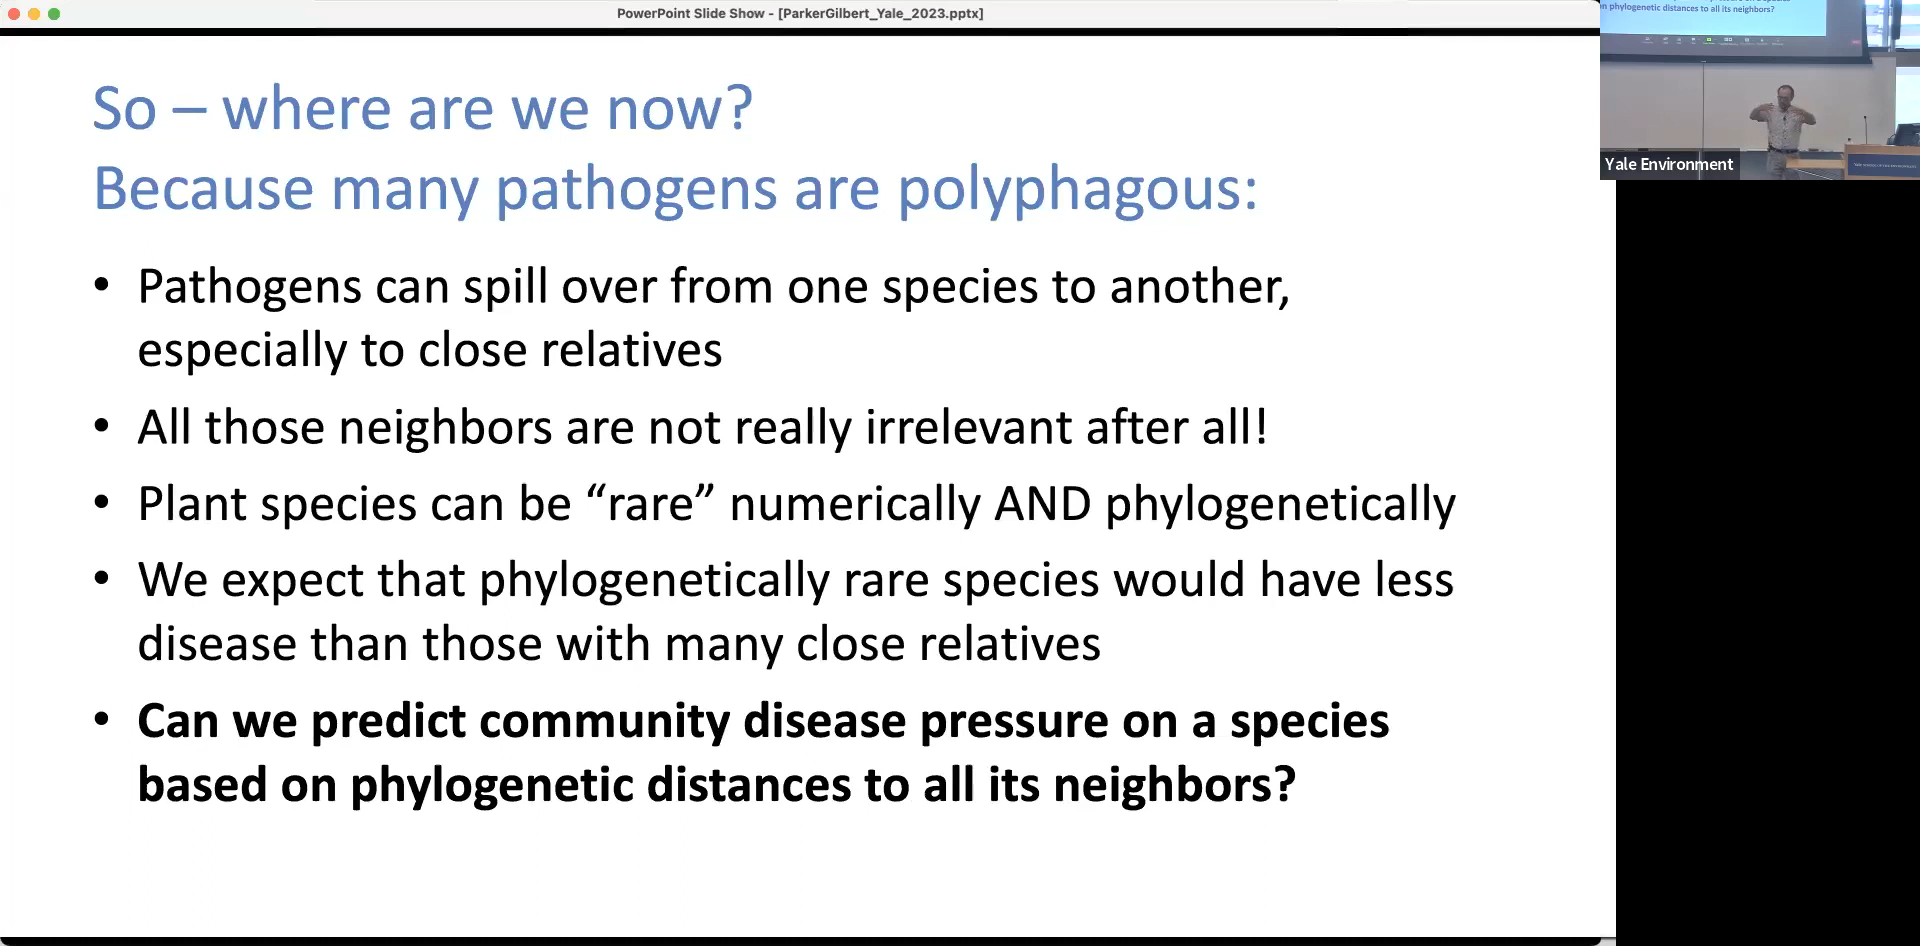 PowerPoint Slide Show - [ParkerGilbert_Yale_2023.pptx]
So – where are we now?
Because many pathogens are polyphagous:
• Pathogens can spill over from one species to another,
especially to close relatives
• All those neighbors are not really irrelevant after all!
• Plant species can be “rare” numerically AND phylogenetically
• We expect that phylogenetically rare species would have less
disease than those with many close relatives
• Can we predict community disease pressure on a species
based on phylogenetic distances to all its neighbors?
phylogenetic distances to all its neighbors?
Yale Environment